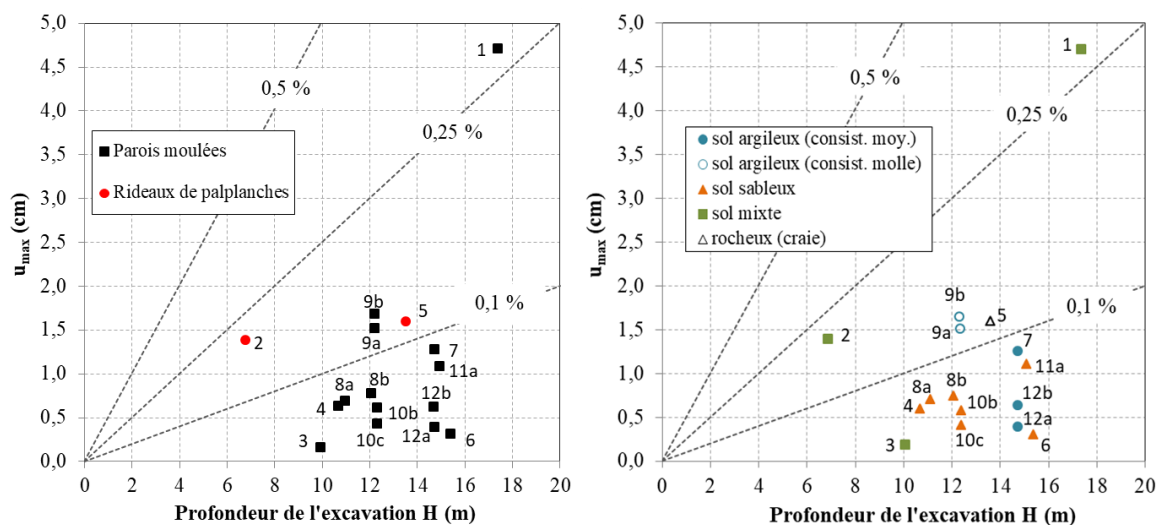 5,0
4,5
4,0
3,5
3,0
2,5
2,0
1,5
1,0
0,5
0,0
u max (cm)
0 2 4 6 8 10 12 14 16 18 20
Profondeur de l'excavation H (m)
0,5 %
0,25 %
0,1 %
Parois moulées
Rideaux de palplanches
1
2
9b
5
9a
7
11a
8a
8b
4
12b
10b
3
10c
12a
6
5,0
4,5
4,0
3,5
3,0
2,5
2,0
1,5
1,0
0,5
0,0
u max (cm)
0 2 4 6 8 10 12 14 16 18 20
Profondeur de l'excavation H (m)
0,5 %
0,25 %
0,1 %
sol argileux (consist. moy.)
sol argileux (consist. molle)
sol sableux
sol mixte
rocheux (craie)
1
9b
5
2
9a
7
11a
8a
8b
12b
4
10b
12a
3
10c
6